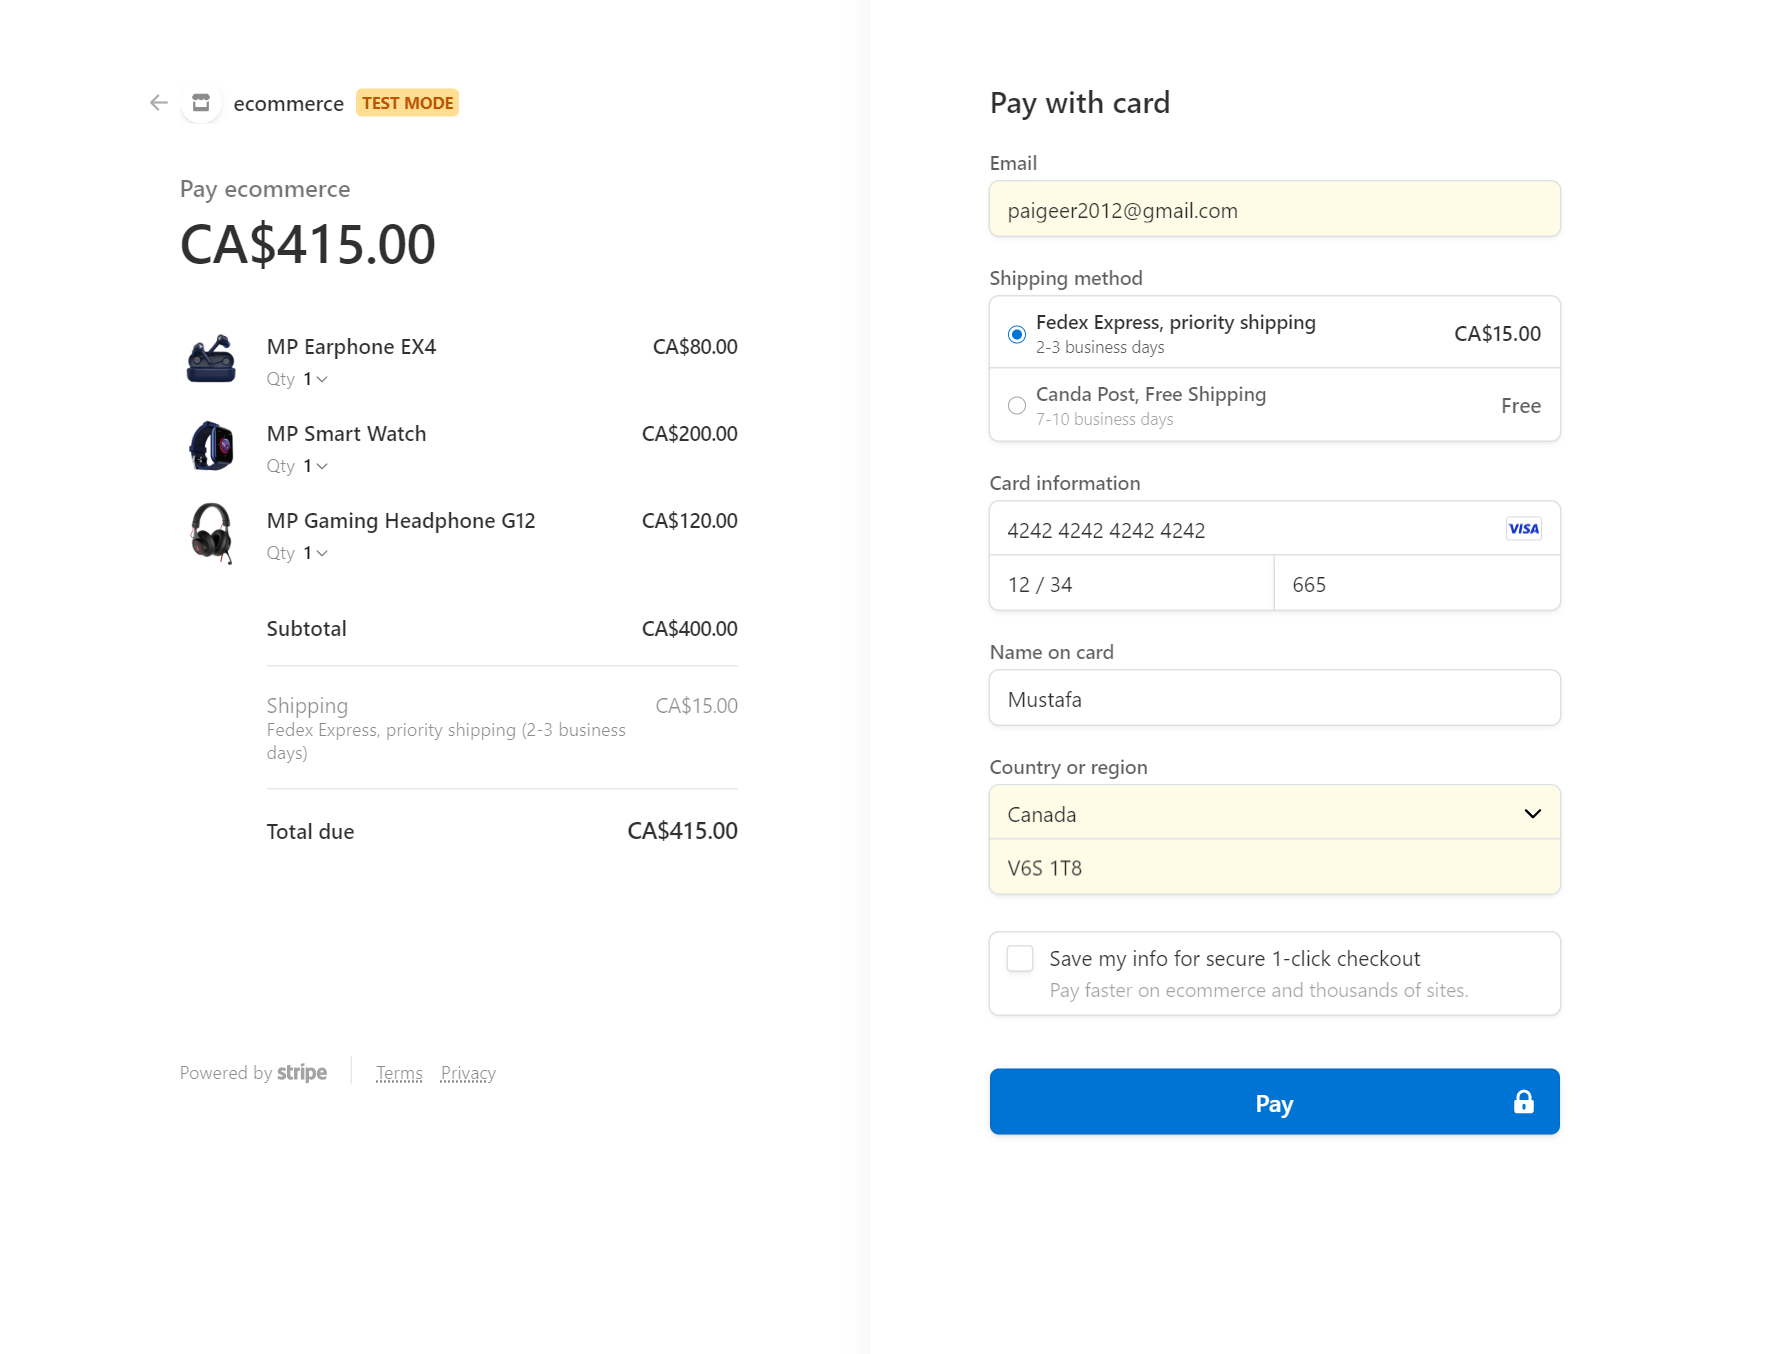 ecommerce TEST MODE
Pay ecommerce
CA$415.00
MP Earphone EX4 CA$80.00
Qty 1
MP Smart Watch CA$200.00
Qty 1
MP Gaming Headphone G12 CA$120.00
Qty 1
Subtotal CA$400.00
Shipping CA$15.00
Fedex Express, priority shipping (2-3 business
days)
Total due CA$415.00
Powered by stripe Terms Privacy
Pay with card
Email
paigeer2012@gmail.com
Shipping method
Fedex Express, priority shipping CA$15.00
2-3 business days
Canda Post, Free Shipping Free
7-10 business days
Card information
4242 4242 4242 4242 VISA
12 / 34 665
Name on card
Mustafa
Country or region
Canada
V6S 1T8
Save my info for secure 1-click checkout
Pay faster on ecommerce and thousands of sites.
Pay